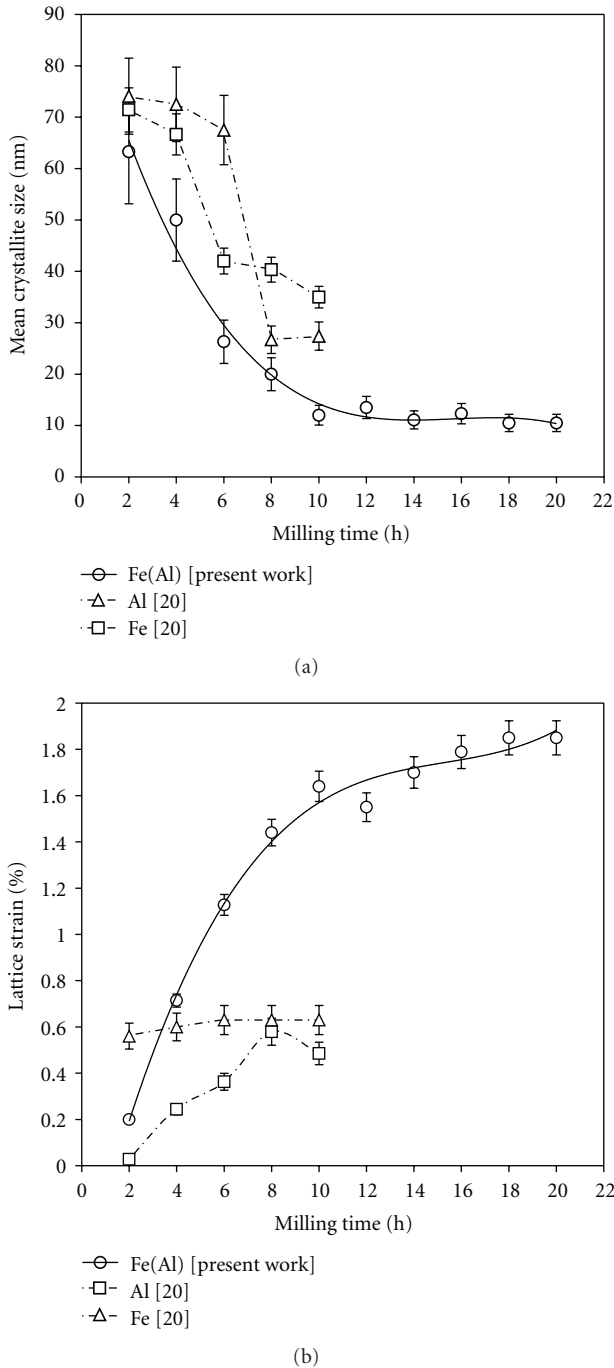 90
80
70
60
50
40
30
20
10
0
Mean crystallite size (nm)
0 2 4 6 8 10 12 14 16 18 20 22
Milling time (h)
Fe(Al) [present work]
Al [20]
Fe [20]
(a)
2
1.8
1.6
1.4
1.2
1
0.8
0.6
0.4
0.2
0
Lattice strain (%)
0 2 4 6 8 10 12 14 16 18 20 22
Milling time (h)
Fe(Al) [present work]
Al [20]
Fe [20]
(b)